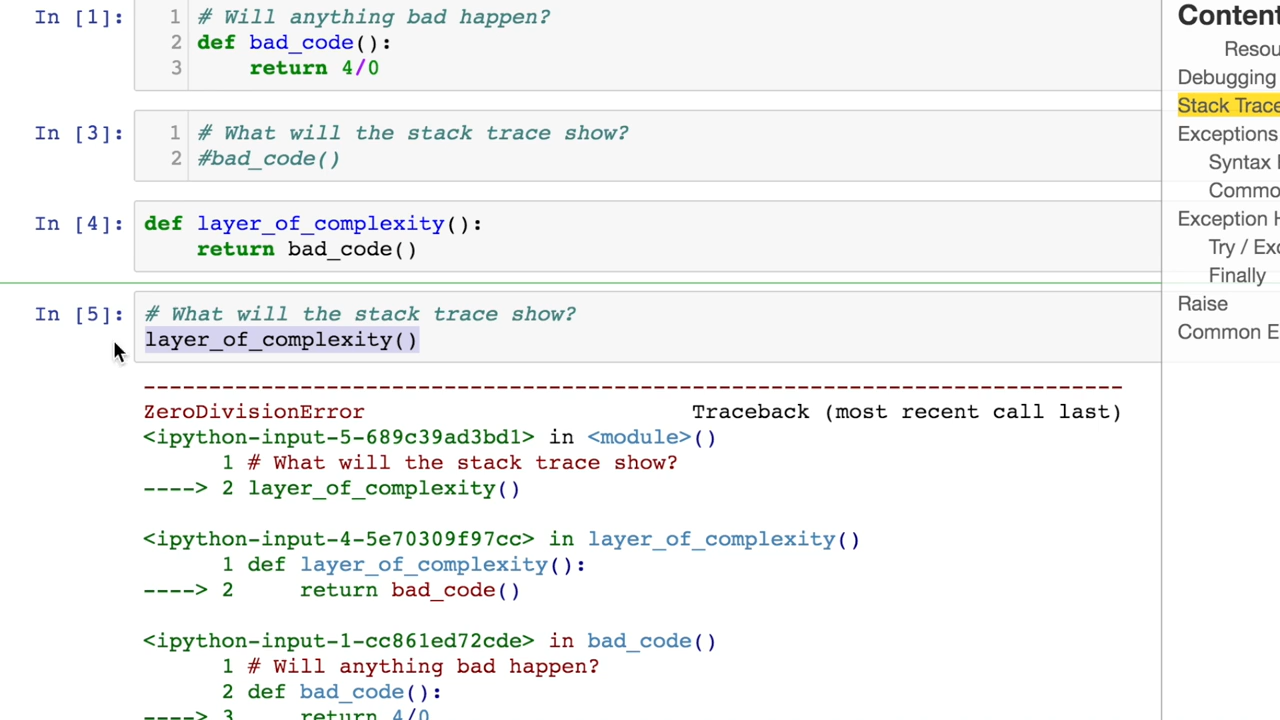 In [1]:
1 # Will anything bad happen?
2 def bad_code():
3     return 4/0
In [3]:
1 # What will the stack trace show?
2 #bad_code()
In [4]:
def layer_of_complexity():
    return bad_code()
In [5]:
# What will the stack trace show?
layer_of_complexity()
---------------------------------------------------------------------------
ZeroDivisionError                         Traceback (most recent call last)
<ipython-input-5-689c39ad3bd1> in <module>()
      1 # What will the stack trace show?
----> 2 layer_of_complexity()
<ipython-input-4-5e70309f97cc> in layer_of_complexity()
      1 def layer_of_complexity():
----> 2     return bad_code()
<ipython-input-1-cc861ed72cde> in bad_code()
      1 # Will anything bad happen?
      2 def bad_code():
----> 3     return 4/0
Content
Resou
Debugging
Stack Trace
Exceptions
Syntax
Commo
Exception H
Try / Exc
Finally
Raise
Common E